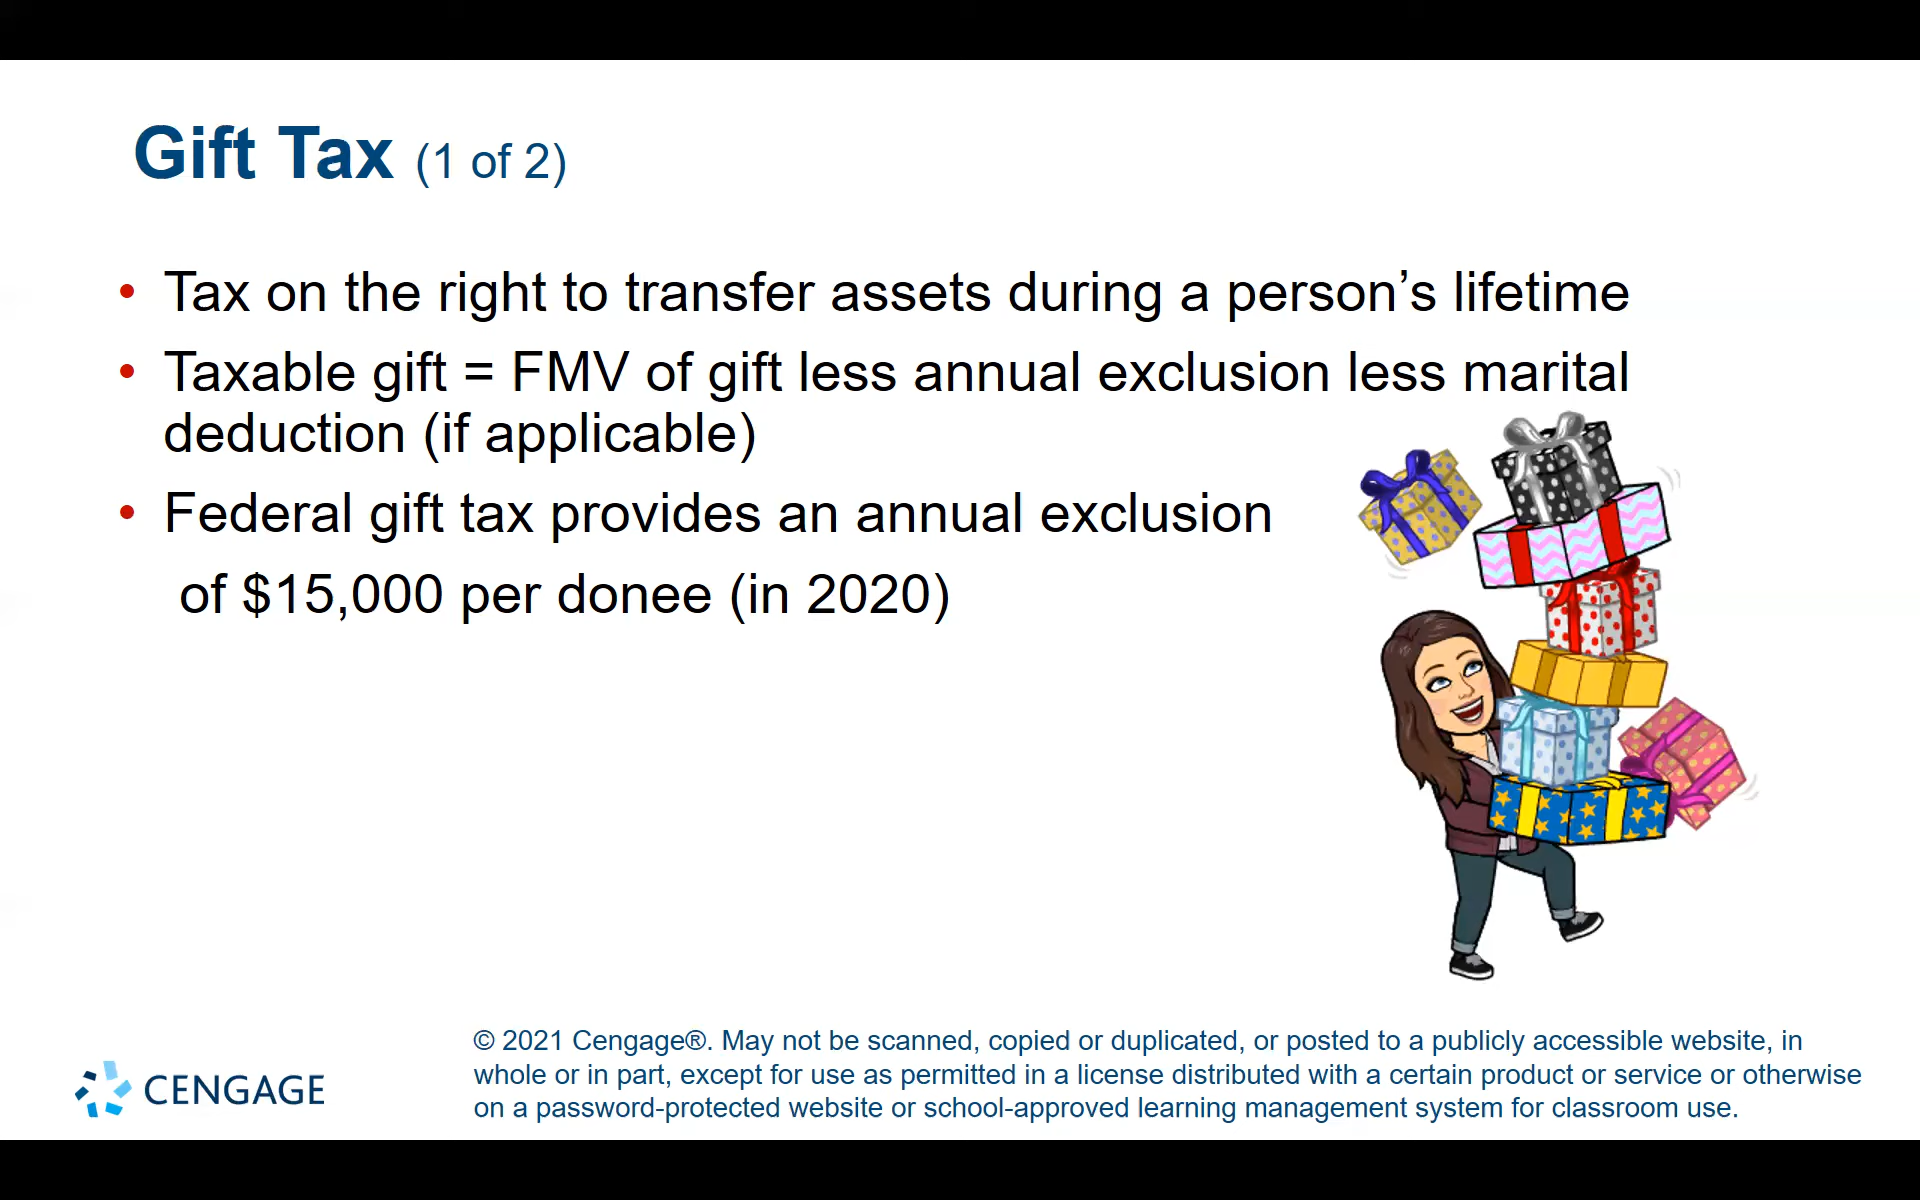 Gift Tax (1 of 2)
• Tax on the right to transfer assets during a person’s lifetime
• Taxable gift = FMV of gift less annual exclusion less marital
deduction (if applicable)
• Federal gift tax provides an annual exclusion
of $15,000 per donee (in 2020)
CENGAGE
© 2021 Cengage®. May not be scanned, copied or duplicated, or posted to a publicly accessible website, in
whole or in part, except for use as permitted in a license distributed with a certain product or service or otherwise
on a password-protected website or school-approved learning management system for classroom use.